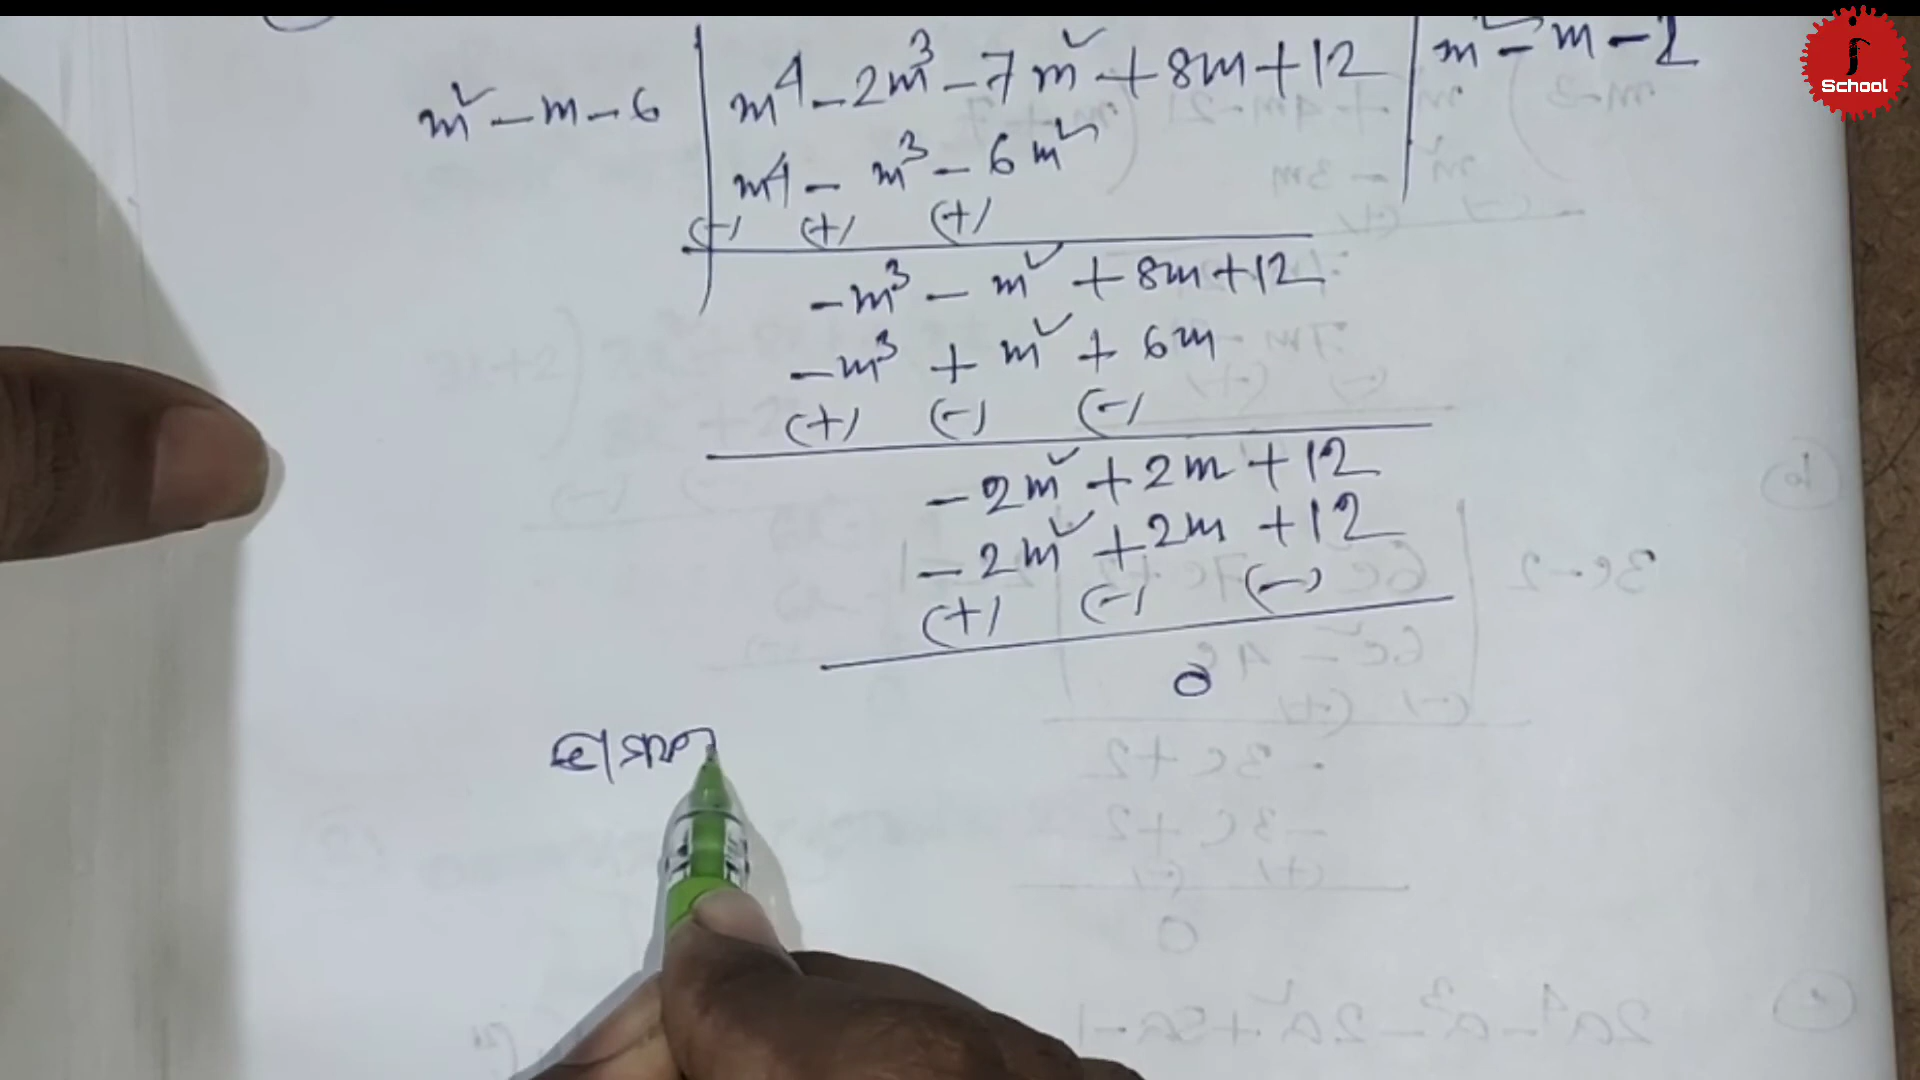 m² - m - 6 | m⁴ - 2m³ - 7m² + 8m + 12 | m² - m - 2
m⁴ - m³ - 6m²
(-) (+) (+)
-m³ - m² + 8m + 12
-m³ + m² + 6m
(+) (-) (-)
-2m² + 2m + 12
-2m² + 2m + 12
(+) (-) (-)
0
School